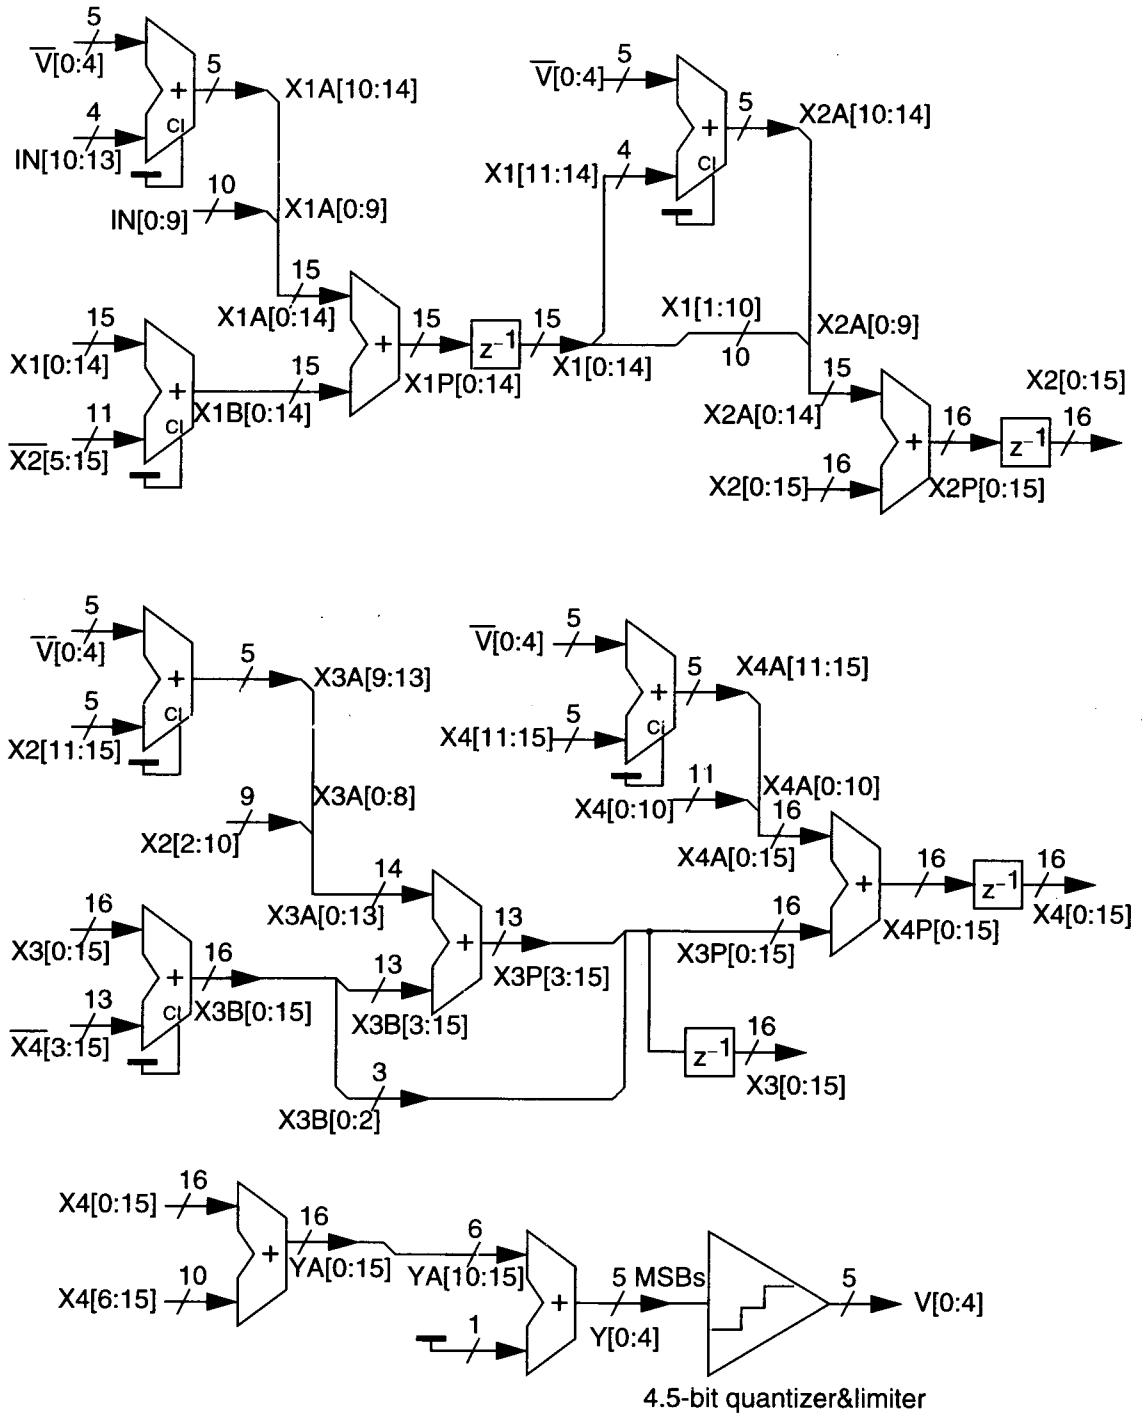 5
V̅[0:4]
4
IN[10:13]
+
CI
5
X1A[10:14]
10
IN[0:9]
X1A[0:9]
15
X1A[0:14]
15
X1[0:14]
11
X̅2̅[5:15]
+
CI
X1B[0:14]
15
+
15
X1P[0:14]
z⁻¹
15
X1[0:14]
5
V̅[0:4]
4
X1[11:14]
+
CI
5
X2A[10:14]
X1[1:10]
10
X2A[0:9]
15
X2A[0:14]
16
X2[0:15]
+
16
X2P[0:15]
z⁻¹
X2[0:15]
16
5
V̅[0:4]
5
X2[11:15]
+
CI
5
X3A[9:13]
9
X2[2:10]
X3A[0:8]
14
X3A[0:13]
16
X3[0:15]
13
X̅4̅[3:15]
+
CI
16
X3B[0:15]
13
X3B[3:15]
3
X3B[0:2]
+
13
X3P[3:15]
5
V̅[0:4]
5
X4[11:15]
+
Ci
5
X4A[11:15]
11
X4[0:10]
X4A[0:10]
16
X4A[0:15]
16
X3P[0:15]
+
16
X4P[0:15]
z⁻¹
16
X4[0:15]
z⁻¹
16
X3[0:15]
16
X4[0:15]
10
X4[6:15]
+
16
YA[0:15]
6
YA[10:15]
1
+
5 MSBs
Y[0:4]
5
V[0:4]
4.5-bit quantizer&limiter